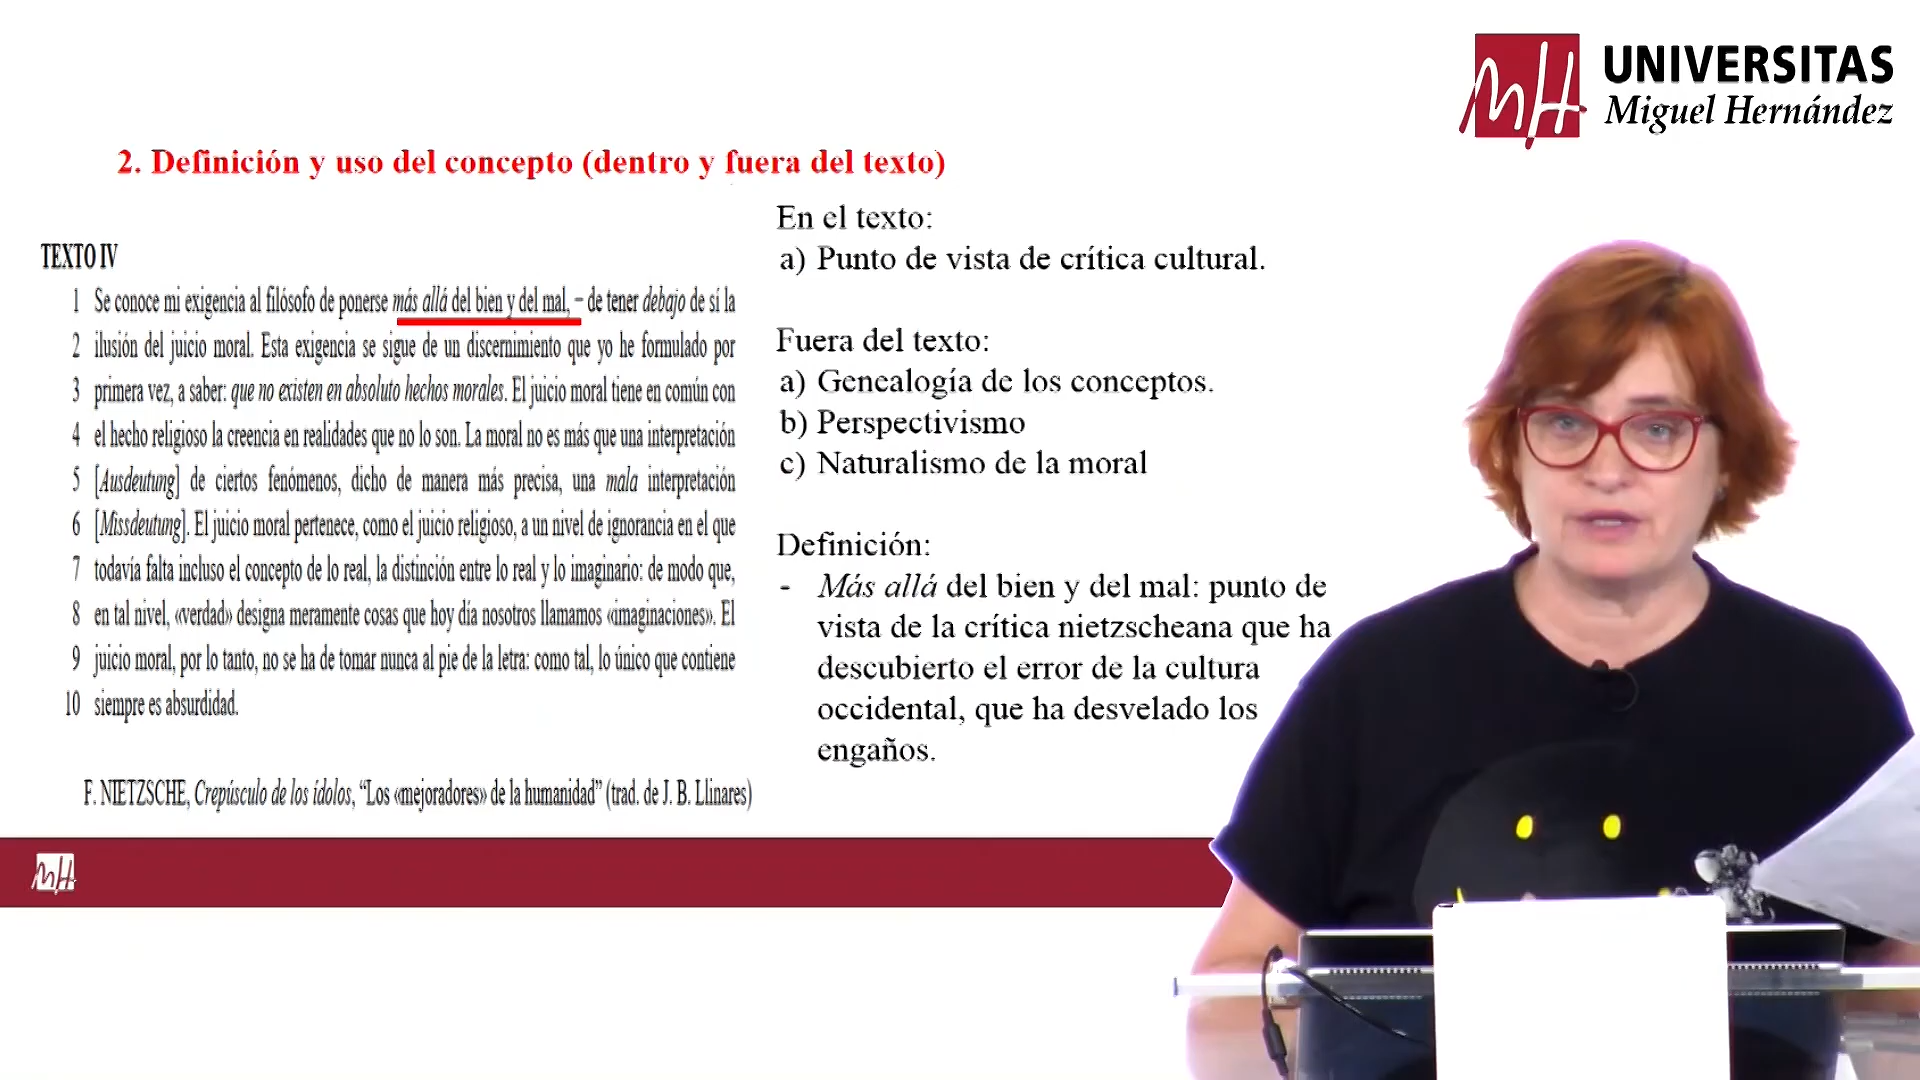 UNIVERSITAS
Miguel Hernández
2. Definición y uso del concepto (dentro y fuera del texto)
TEXTO IV
1 Se conoce mi exigencia al filósofo de ponerse más allá del bien y del mal, – de tener debajo de sí la
2 ilusión del juicio moral. Esta exigencia se sigue de un discernimiento que yo he formulado por
3 primera vez, a saber: que no existen en absoluto hechos morales. El juicio moral tiene en común con
4 el hecho religioso la creencia en realidades que no lo son. La moral no es más que una interpretación
5 [Ausdeutung] de ciertos fenómenos, dicho de manera más precisa, una mala interpretación
6 [Missdeutung]. El juicio moral pertenece, como el juicio religioso, a un nivel de ignorancia en el que
7 todavía falta incluso el concepto de lo real, la distinción entre lo real y lo imaginario: de modo que,
8 en tal nivel, «verdad» designa meramente cosas que hoy día nosotros llamamos «imaginaciones». El
9 juicio moral, por lo tanto, no se ha de tomar nunca al pie de la letra: como tal, lo único que contiene
10 siempre es absurdidad.
F. NIETZSCHE, Crepúsculo de los ídolos, “Los «mejoradores» de la humanidad” (trad. de J. B. Llinares)
En el texto:
a) Punto de vista de crítica cultural.
Fuera del texto:
a) Genealogía de los conceptos.
b) Perspectivismo
c) Naturalismo de la moral
Definición:
- Más allá del bien y del mal: punto de
vista de la crítica nietzscheana que ha
descubierto el error de la cultura
occidental, que ha desvelado los
engaños.